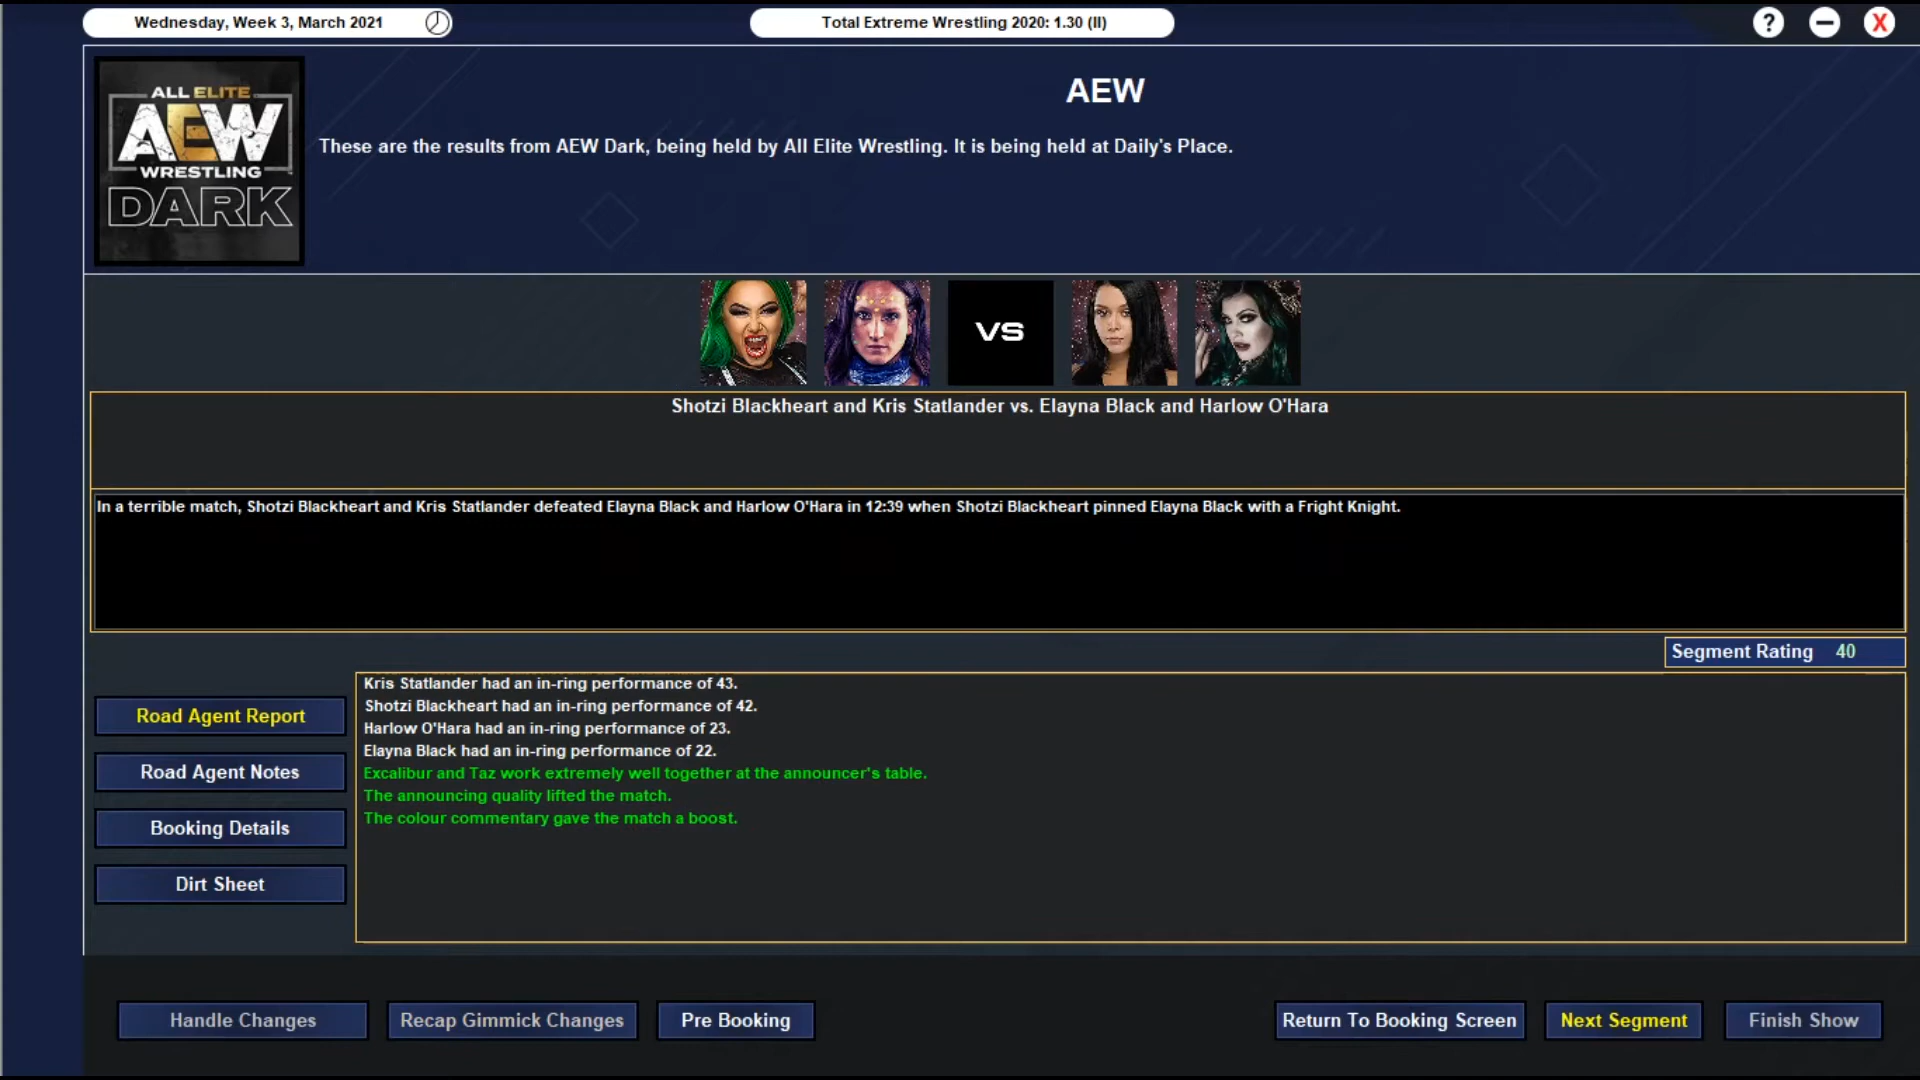 Wednesday, Week 3, March 2021
Total Extreme Wrestling 2020: 1.30 (II)
?
X
ALL ELITE
AEW
WRESTLING
DARK
AEW
These are the results from AEW Dark, being held by All Elite Wrestling. It is being held at Daily's Place.
VS
Shotzi Blackheart and Kris Statlander vs. Elayna Black and Harlow O'Hara
In a terrible match, Shotzi Blackheart and Kris Statlander defeated Elayna Black and Harlow O'Hara in 12:39 when Shotzi Blackheart pinned Elayna Black with a Fright Knight.
Segment Rating 40
Road Agent Report
Road Agent Notes
Booking Details
Dirt Sheet
Kris Statlander had an in-ring performance of 43.
Shotzi Blackheart had an in-ring performance of 42.
Harlow O'Hara had an in-ring performance of 23.
Elayna Black had an in-ring performance of 22.
Excalibur and Taz work extremely well together at the announcer's table.
The announcing quality lifted the match.
The colour commentary gave the match a boost.
Handle Changes
Recap Gimmick Changes
Pre Booking
Return To Booking Screen
Next Segment
Finish Show